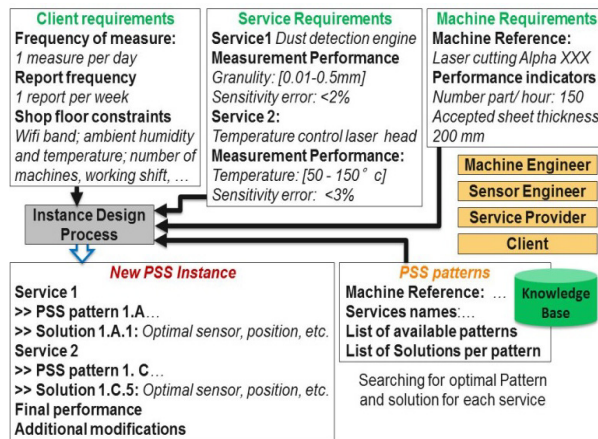 Client requirements
Frequency of measure:
1 measure per day
Report frequency
1 report per week
Shop floor constraints
Wifi band; ambient humidity
and temperature; number of
machines, working shift, …
Service Requirements
Service1 Dust detection engine
Measurement Performance
Granulity: [0.01-0.5mm]
Sensitivity error: <2%
Service 2:
Temperature control laser head
Measurement Performance:
Temperature: [50 - 150° c]
Sensitivity error: <3%
Machine Requirements
Machine Reference:
Laser cutting Alpha XXX
Performance indicators
Number part/ hour: 150
Accepted sheet thickness
200 mm
Machine Engineer
Sensor Engineer
Service Provider
Client
Instance Design
Process
New PSS Instance
Service 1
>> PSS pattern 1.A…
>> Solution 1.A.1: Optimal sensor, position, etc.
Service 2
>> PSS pattern 1. C…
>> Solution 1.C.5: Optimal sensor, position, etc.
Final performance
Additional modifications
PSS patterns
Machine Reference: …
Services names:…
List of available patterns
List of Solutions per pattern
Knowledge
Base
Searching for optimal Pattern
and solution for each service